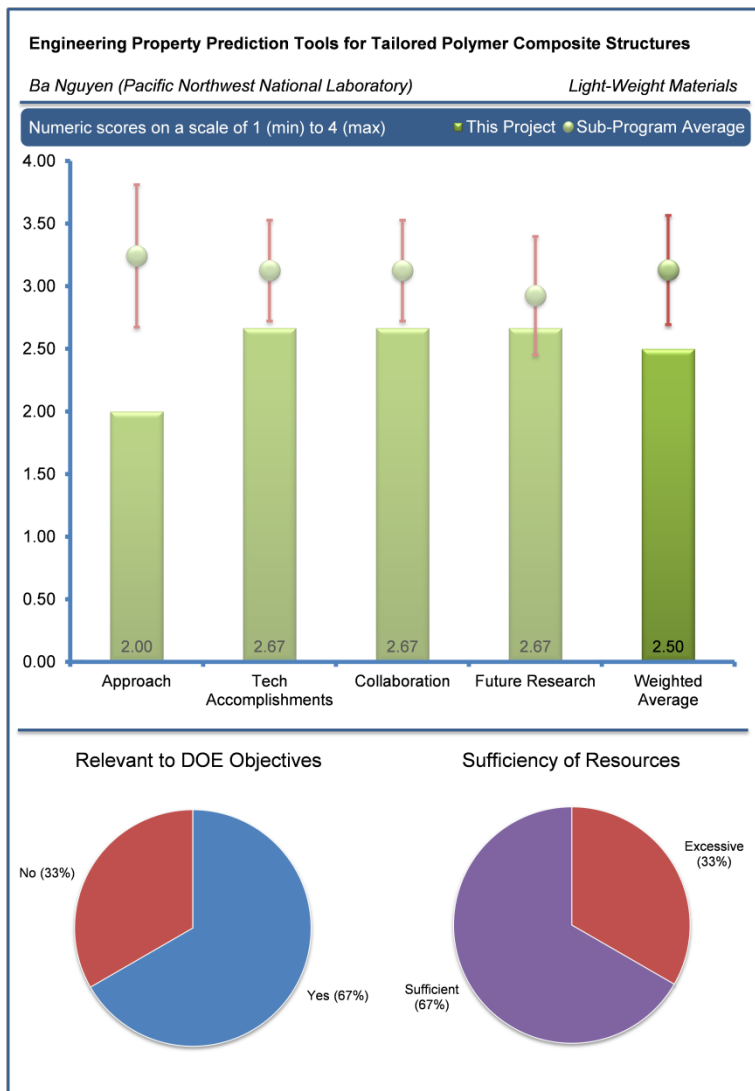 Engineering Property Prediction Tools for Tailored Polymer Composite Structures
Ba Nguyen (Pacific Northwest National Laboratory) Light-Weight Materials
Numeric scores on a scale of 1 (min) to 4 (max) This Project Sub-Program Average
4.00
3.50
3.00
2.50
2.00
1.50
1.00
0.50
0.00
2.00 2.67 2.67 2.67 2.50
Approach Tech Collaboration Future Research Weighted
Accomplishments Average
Relevant to DOE Objectives
No (33%)
Yes (67%)
Sufficiency of Resources
Excessive
(33%)
Sufficient
(67%)